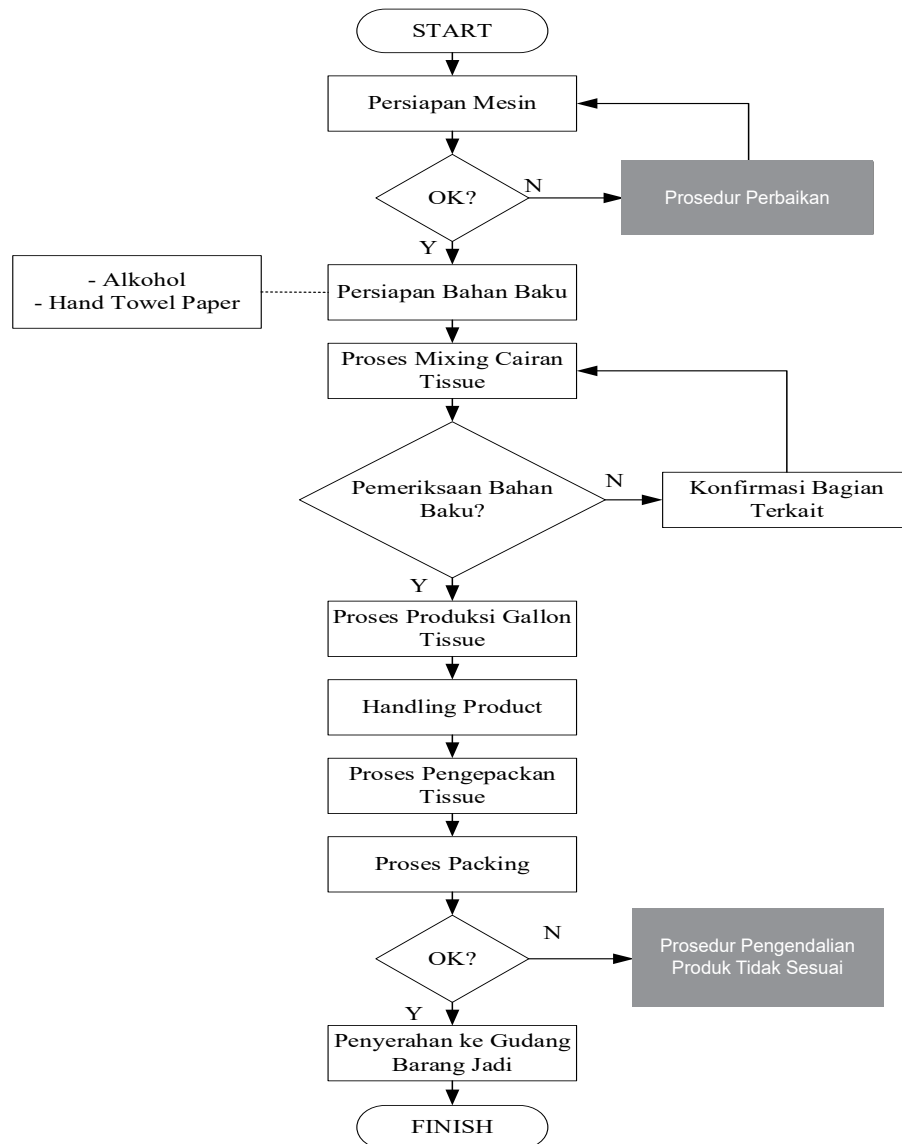 START
Persiapan Mesin
OK?
N
Prosedur Perbaikan
Y
- Alkohol
- Hand Towel Paper
Persiapan Bahan Baku
Proses Mixing Cairan
Tissue
Pemeriksaan Bahan
Baku?
N
Konfirmasi Bagian
Terkait
Y
Proses Produksi Gallon
Tissue
Handling Product
Proses Pengepackan
Tissue
Proses Packing
OK?
N
Prosedur Pengendalian
Produk Tidak Sesuai
Y
Penyerahan ke Gudang
Barang Jadi
FINISH